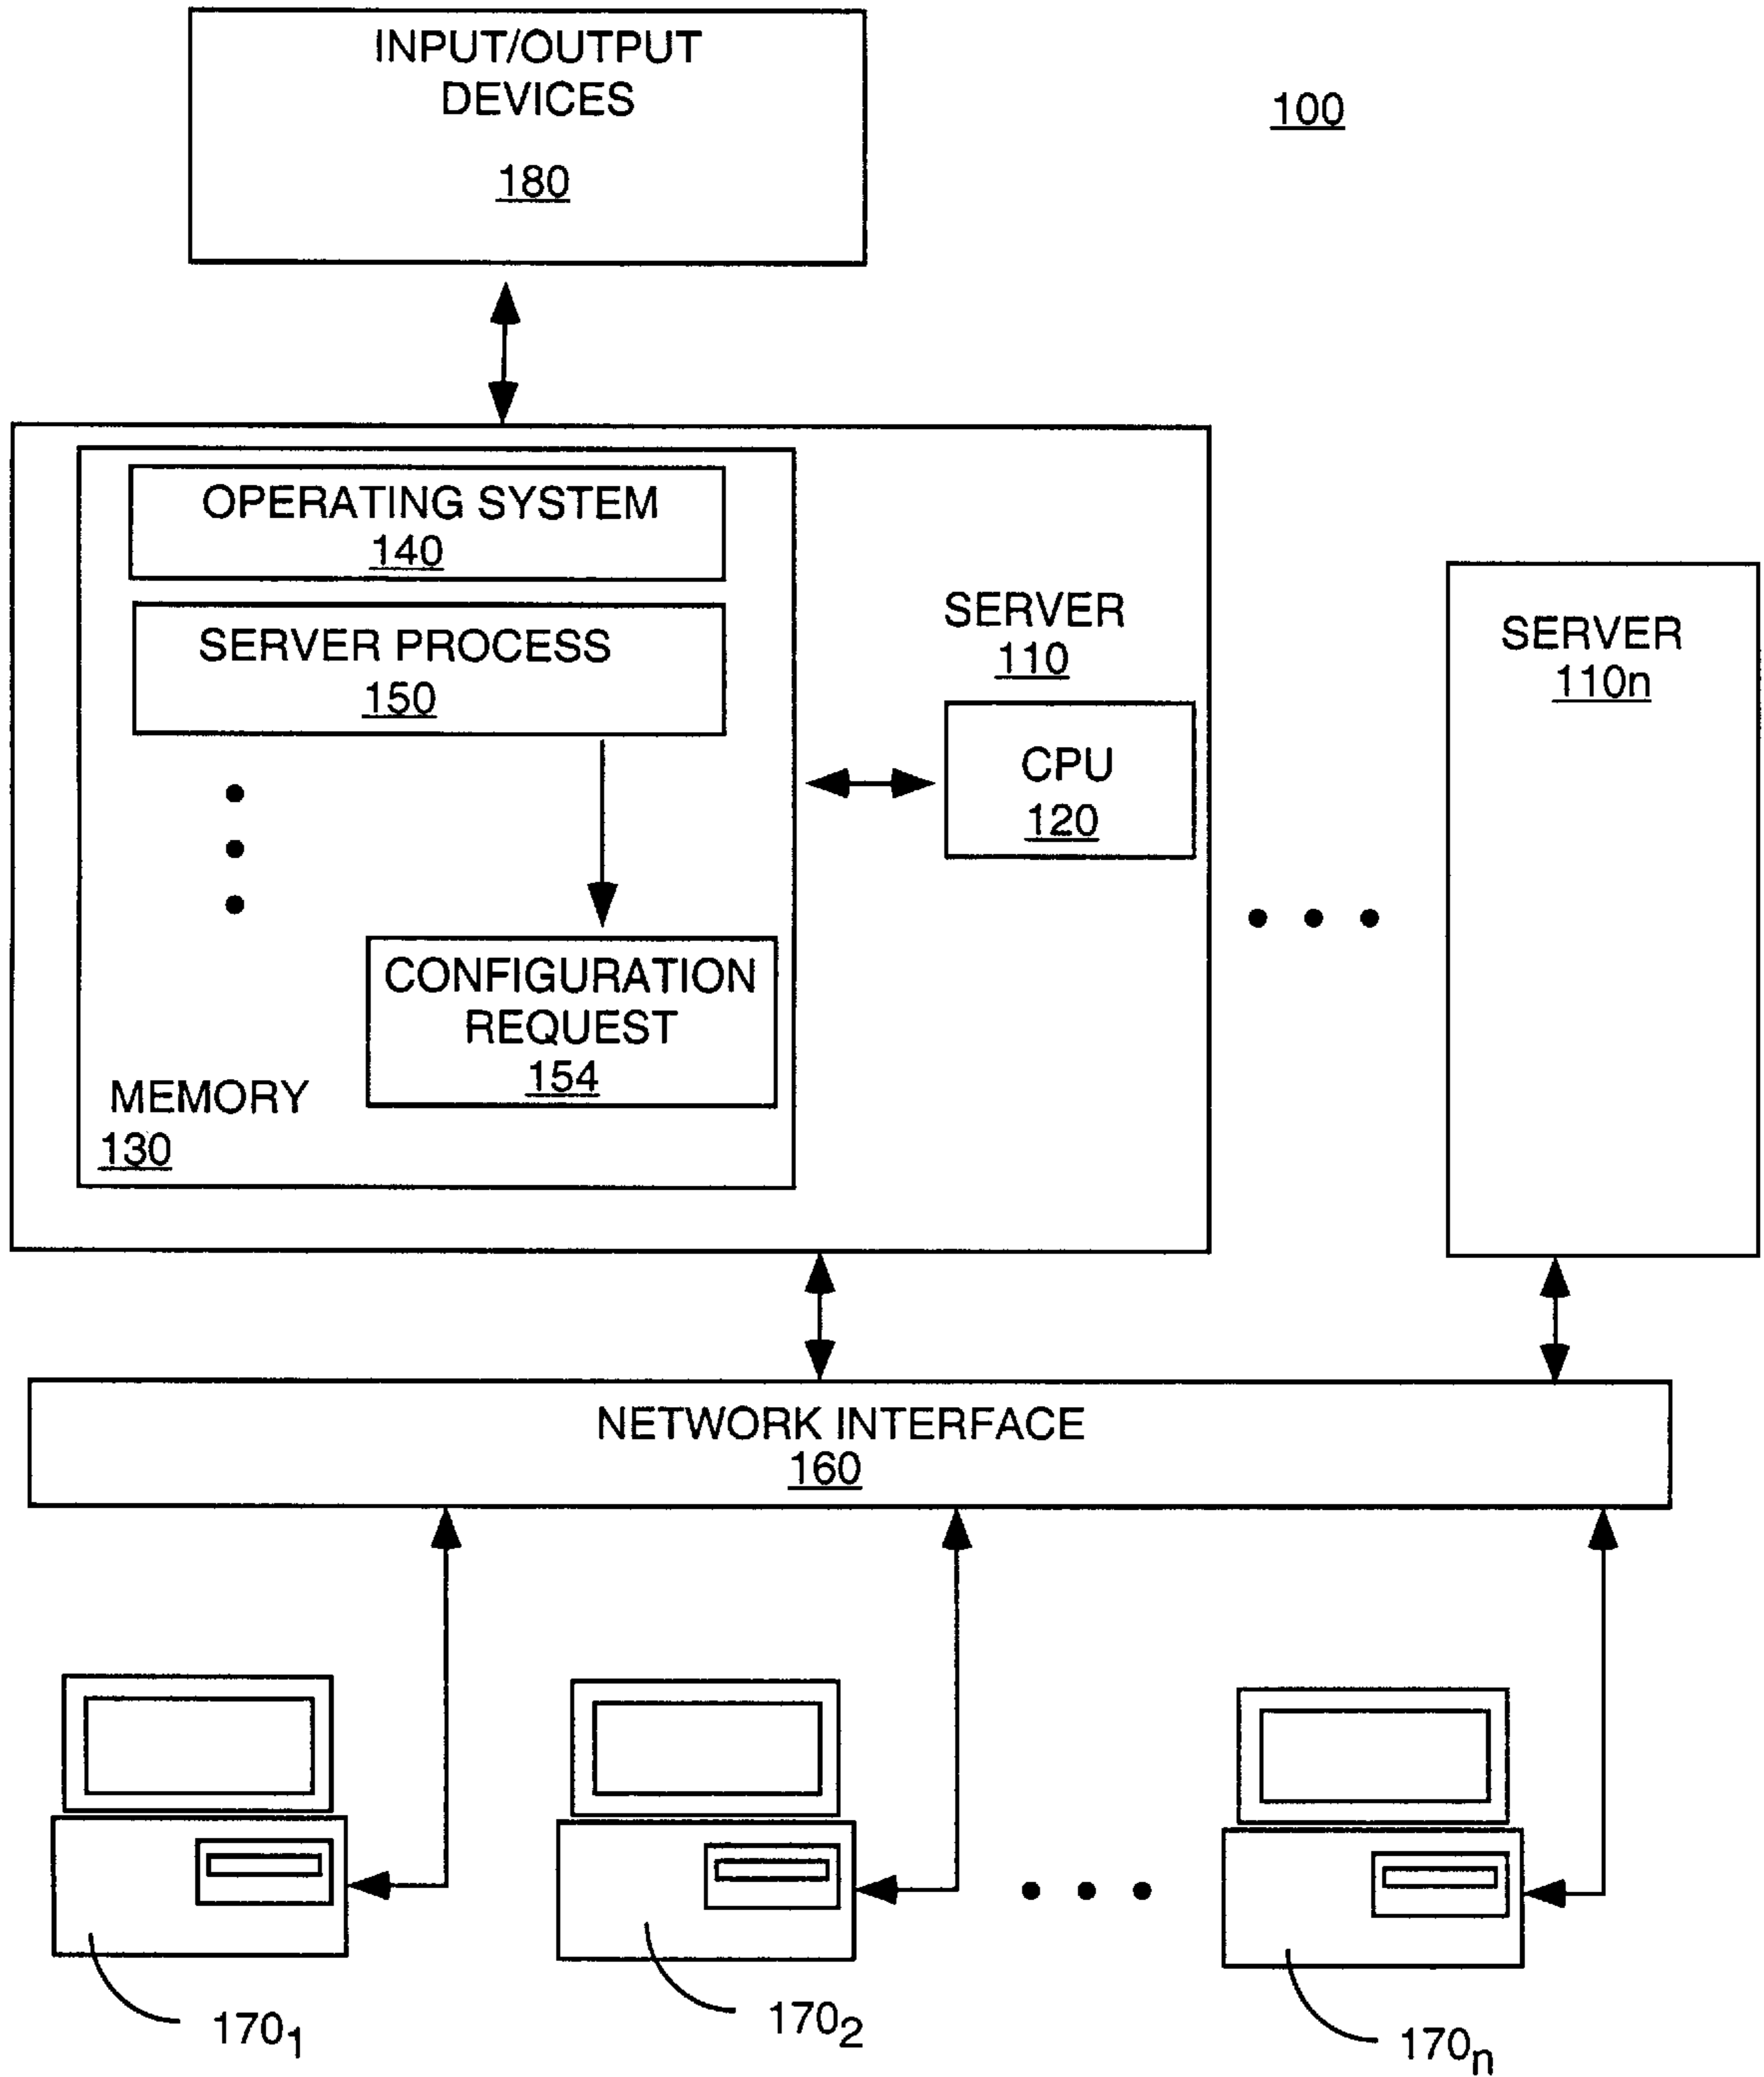 INPUT/OUTPUT
DEVICES
180
100
OPERATING SYSTEM
140
SERVER PROCESS
150
SERVER
110
CPU
120
SERVER
110n
CONFIGURATION
REQUEST
154
MEMORY
130
NETWORK INTERFACE
160
170₁
170₂
170ₙ